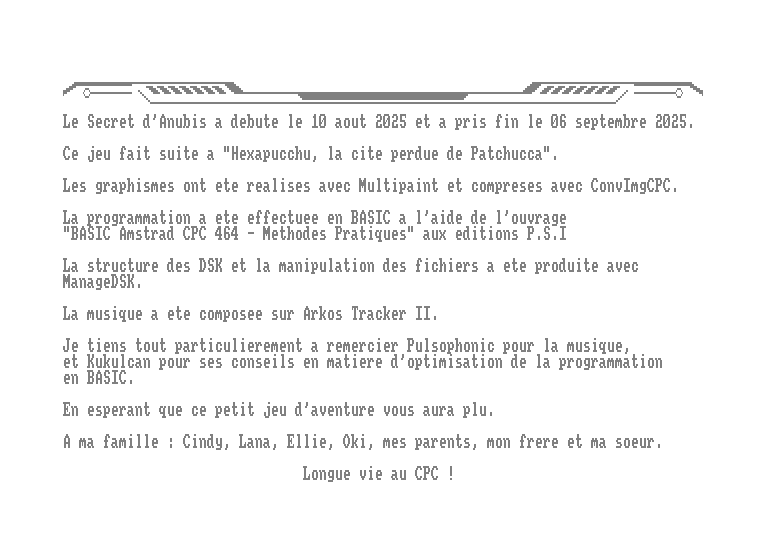 Le Secret d'Anubis a debute le 10 aout 2025 et a pris fin le 06 septembre 2025.
Ce jeu fait suite a "Hexapucchu, la cite perdue de Patchucca".
Les graphismes ont ete realises avec Multipaint et compreses avec ConvImgCPC.
La programmation a ete effectuee en BASIC a l'aide de l'ouvrage
"BASIC Amstrad CPC 464 - Methodes Pratiques" aux editions P.S.I
La structure des DSK et la manipulation des fichiers a ete produite avec
ManageDSK.
La musique a ete composee sur Arkos Tracker II.
Je tiens tout particulierement a remercier Pulsophonic pour la musique,
et Kukulcan pour ses conseils en matiere d'optimisation de la programmation
en BASIC.
En esperant que ce petit jeu d'aventure vous aura plu.
A ma famille : Cindy, Lana, Ellie, Oki, mes parents, mon frere et ma soeur.
Longue vie au CPC !